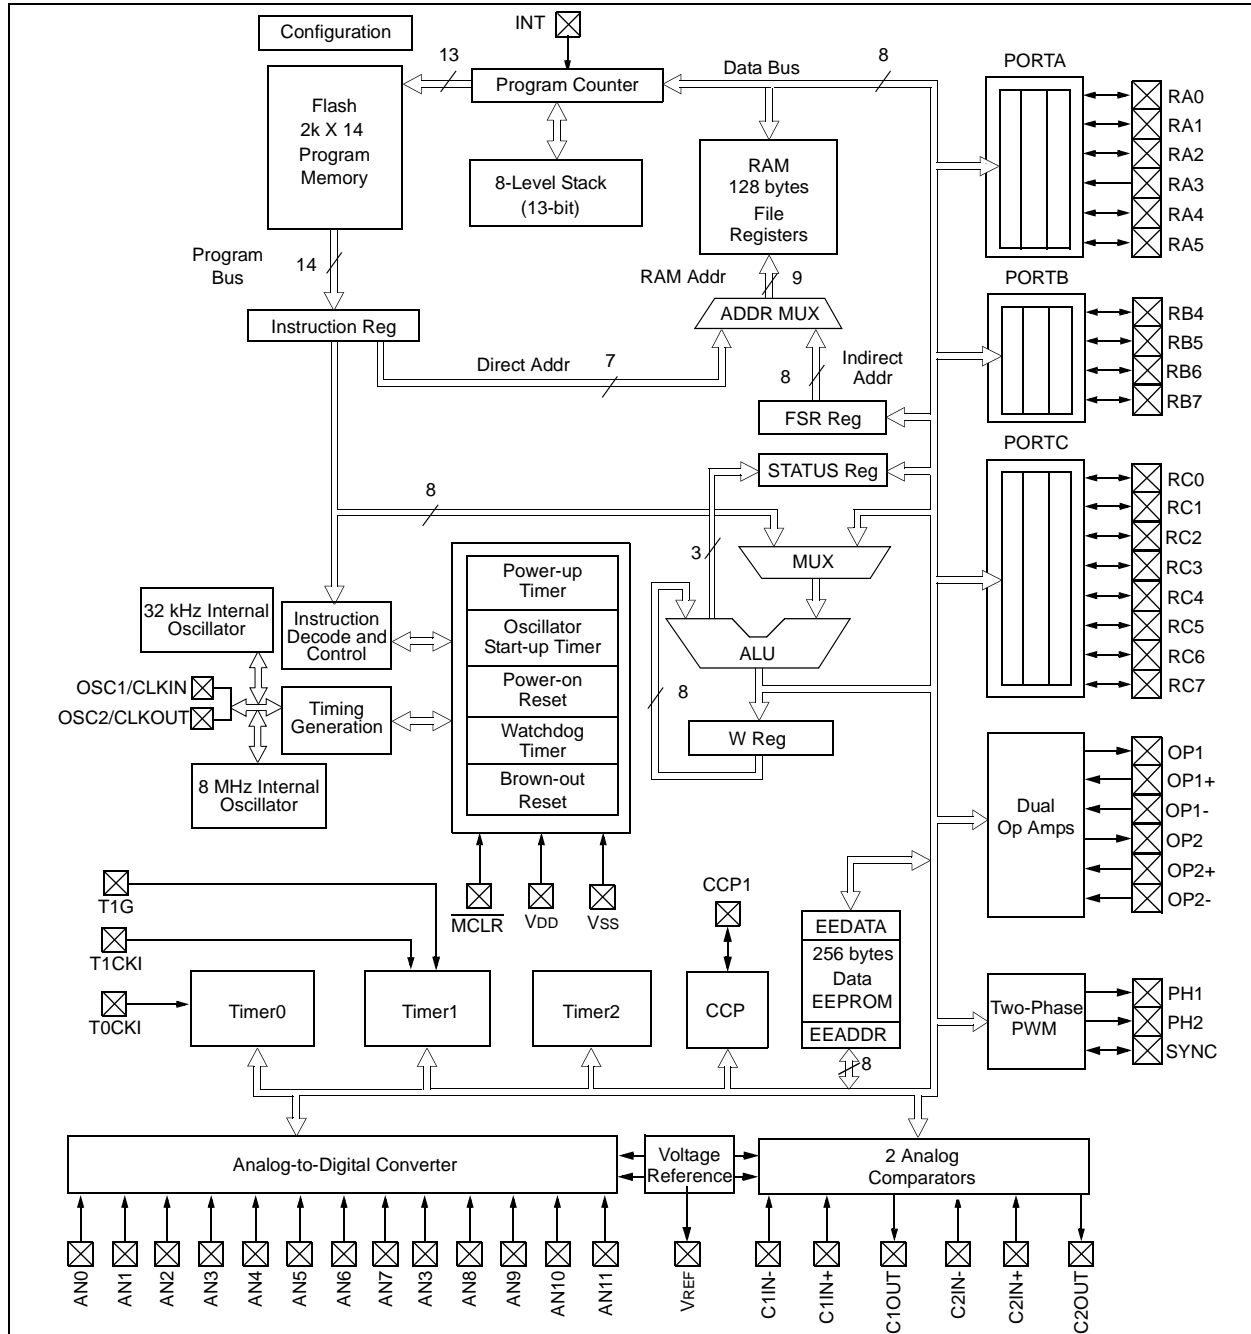 INT
Configuration
13
Program Counter
Data Bus
8
Flash
2k X 14
Program
Memory
8-Level Stack
(13-bit)
RAM
128 bytes
File
Registers
PORTA
RA0
RA1
RA2
RA3
RA4
RA5
Program
Bus
14
RAM Addr
9
ADDR MUX
Instruction Reg
Direct Addr
7
8
Indirect
Addr
FSR Reg
STATUS Reg
PORTB
RB4
RB5
RB6
RB7
PORTC
RC0
RC1
RC2
RC3
RC4
RC5
RC6
RC7
8
3
MUX
ALU
8
W Reg
Power-up
Timer
Oscillator
Start-up Timer
Power-on
Reset
Watchdog
Timer
Brown-out
Reset
32 kHz Internal
Oscillator
Instruction
Decode and
Control
OSC1/CLKIN
OSC2/CLKOUT
Timing
Generation
8 MHz Internal
Oscillator
Dual
Op Amps
OP1
OP1+
OP1-
OP2
OP2+
OP2-
T1G
T1CKI
T0CKI
MCLR
VDD
VSS
CCP1
Timer0
Timer1
Timer2
CCP
EEDATA
256 bytes
Data
EEPROM
EEADDR
8
Two-Phase
PWM
PH1
PH2
SYNC
Analog-to-Digital Converter
Voltage
Reference
2 Analog
Comparators
AN0
AN1
AN2
AN3
AN4
AN5
AN6
AN7
AN3
AN8
AN9
AN10
AN11
VREF
C1IN-
C1IN+
C1OUT
C2IN-
C2IN+
C2OUT